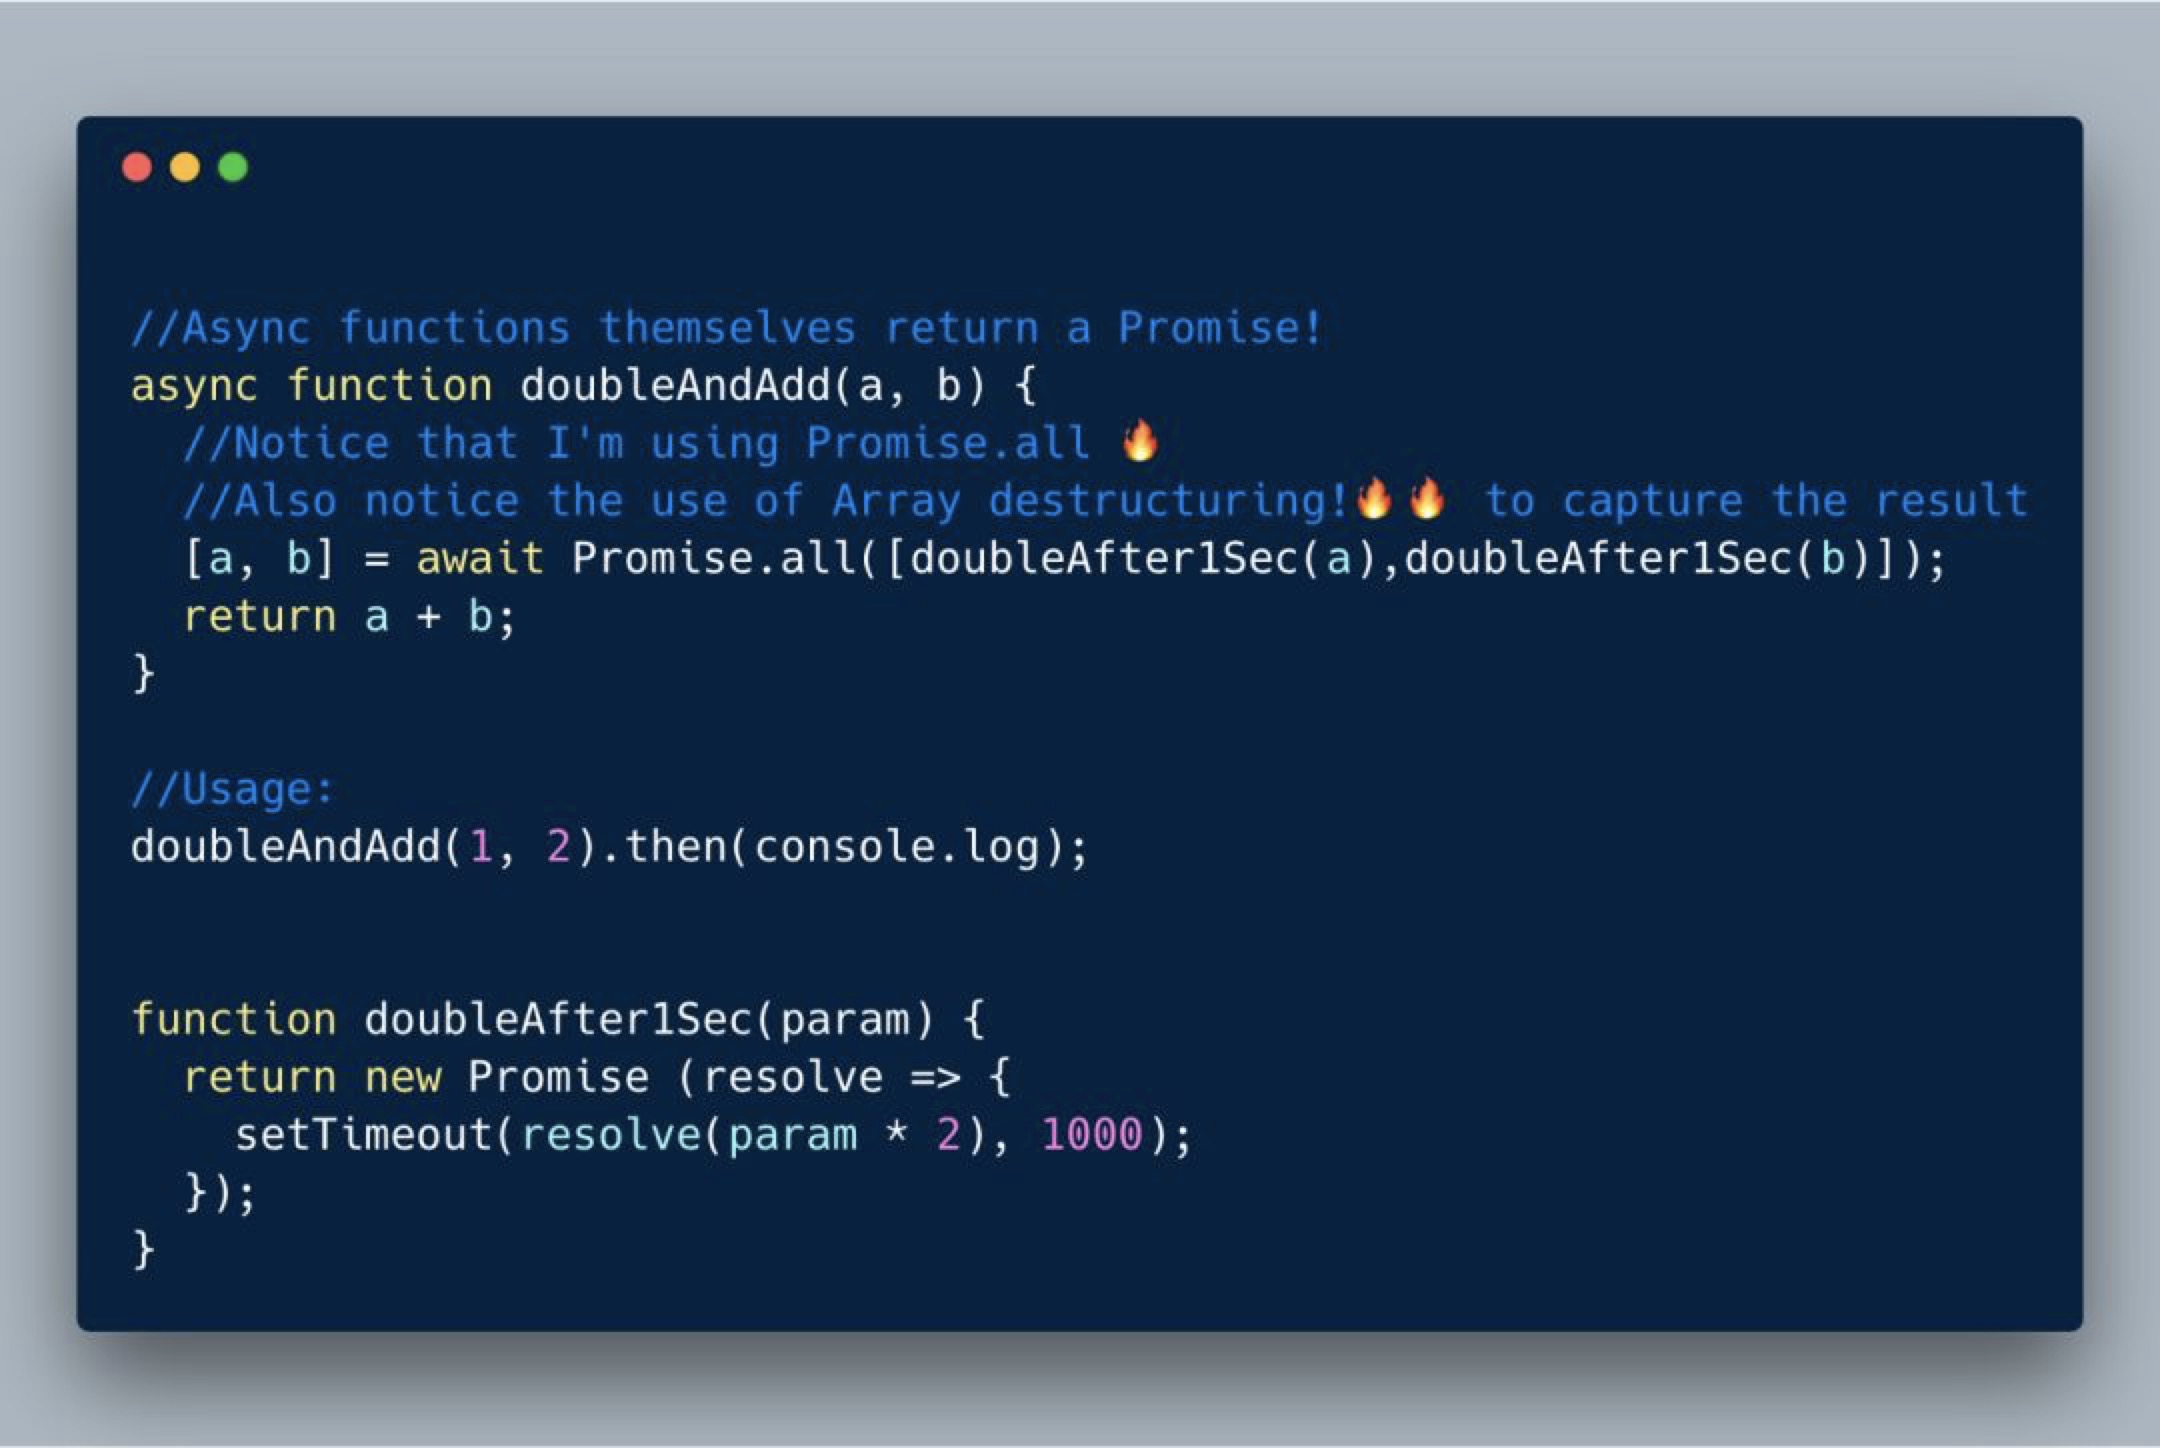 //Async functions themselves return a Promise!
async function doubleAndAdd(a, b) {
  //Notice that I'm using Promise.all 🔥
  //Also notice the use of Array destructuring!🔥🔥 to capture the result
  [a, b] = await Promise.all([doubleAfter1Sec(a),doubleAfter1Sec(b)]);
  return a + b;
}
//Usage:
doubleAndAdd(1, 2).then(console.log);
function doubleAfter1Sec(param) {
  return new Promise (resolve => {
    setTimeout(resolve(param * 2), 1000);
  });
}